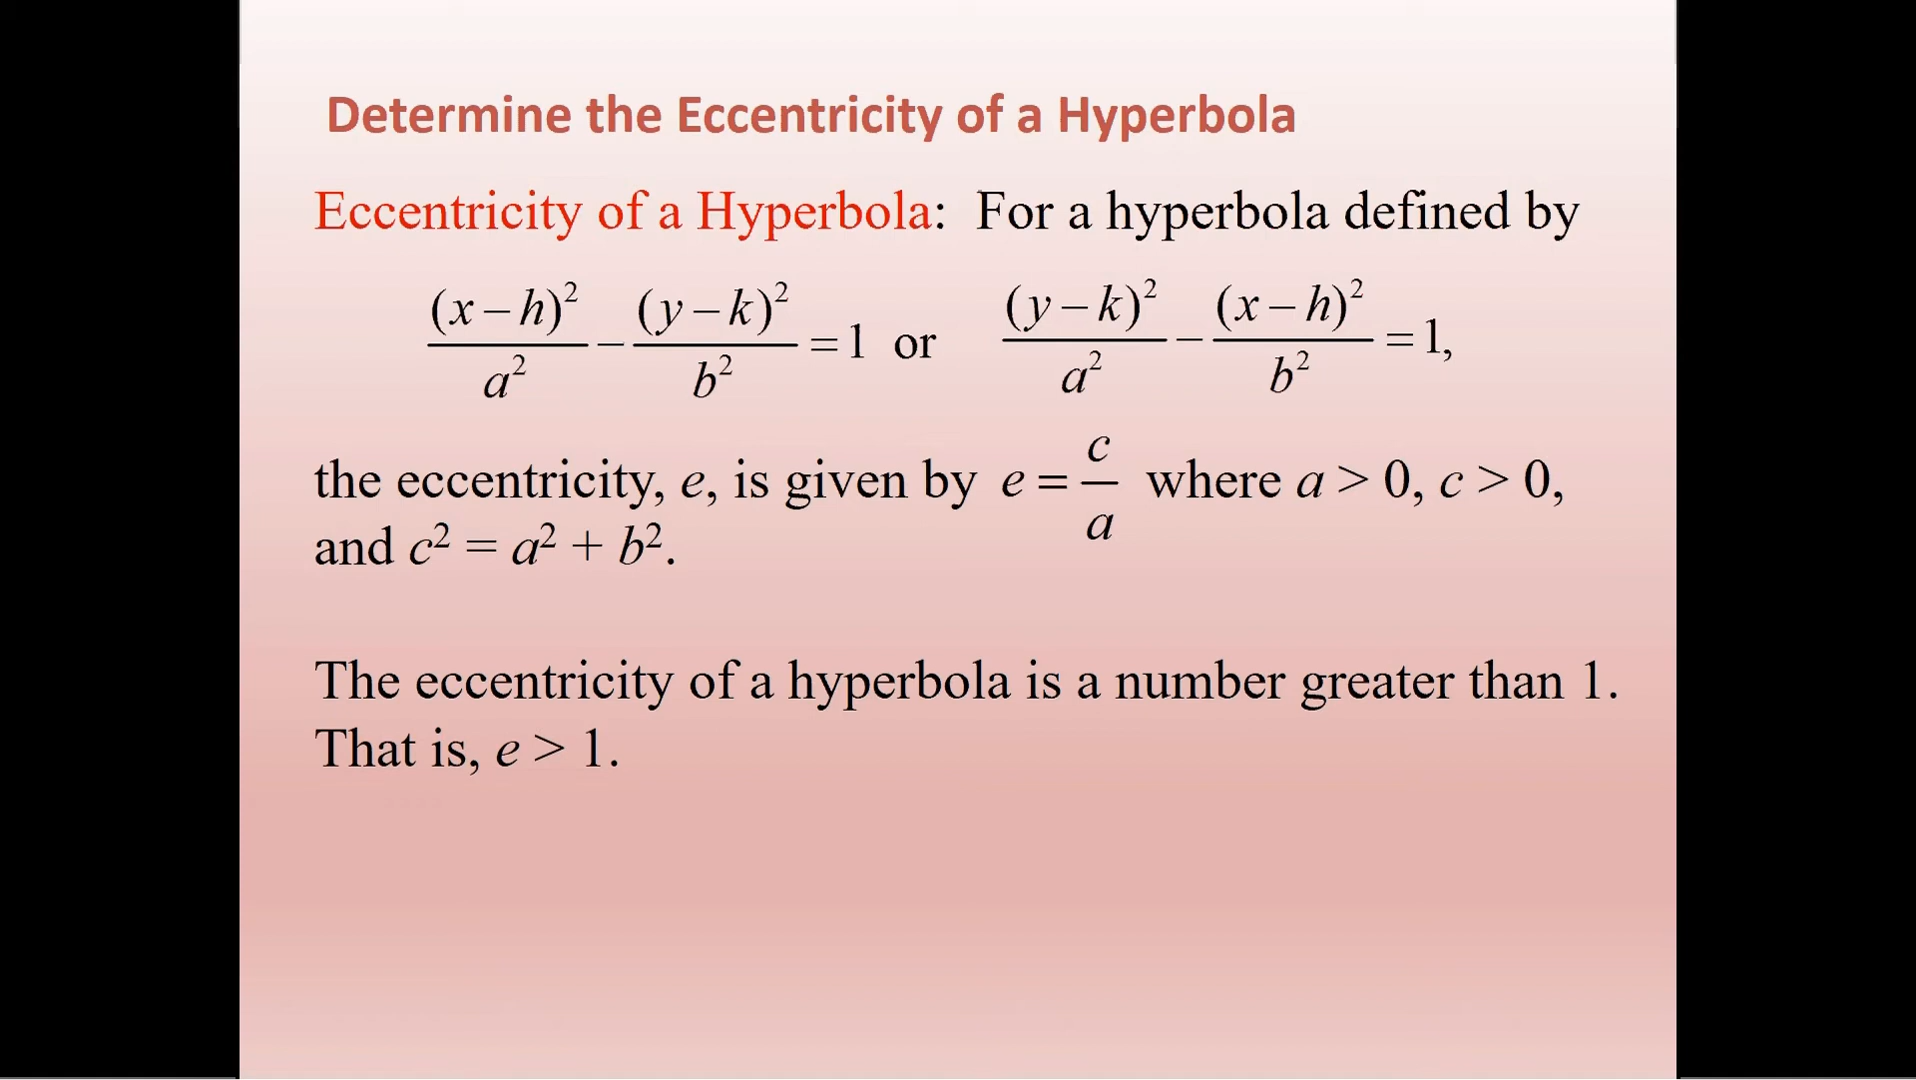 Determine the Eccentricity of a Hyperbola
Eccentricity of a Hyperbola: For a hyperbola defined by
(x – h)²/a² – (y – k)²/b² = 1 or (y – k)²/a² – (x – h)²/b² = 1,
the eccentricity, e, is given by e = c/a where a > 0, c > 0,
and c² = a² + b².
The eccentricity of a hyperbola is a number greater than 1.
That is, e > 1.